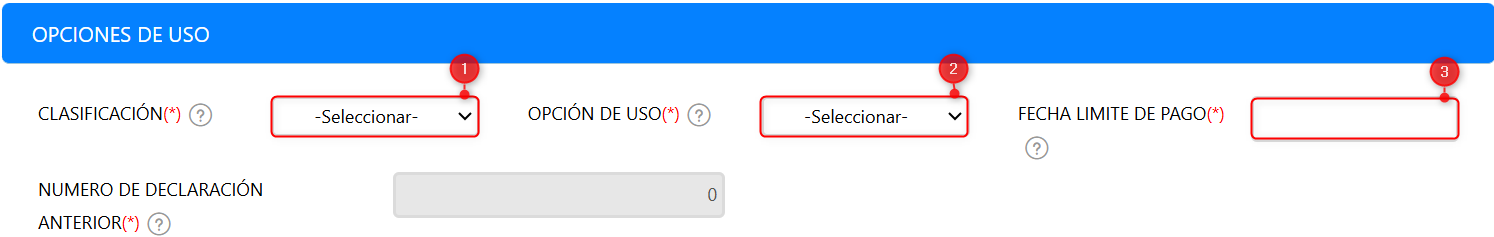 OPCIONES DE USO
1
2
3
CLASIFICACIÓN(*) ? -Seleccionar- OPCIÓN DE USO(*) ? -Seleccionar- FECHA LIMITE DE PAGO(*)
?
NUMERO DE DECLARACIÓN 0
ANTERIOR(*) ?